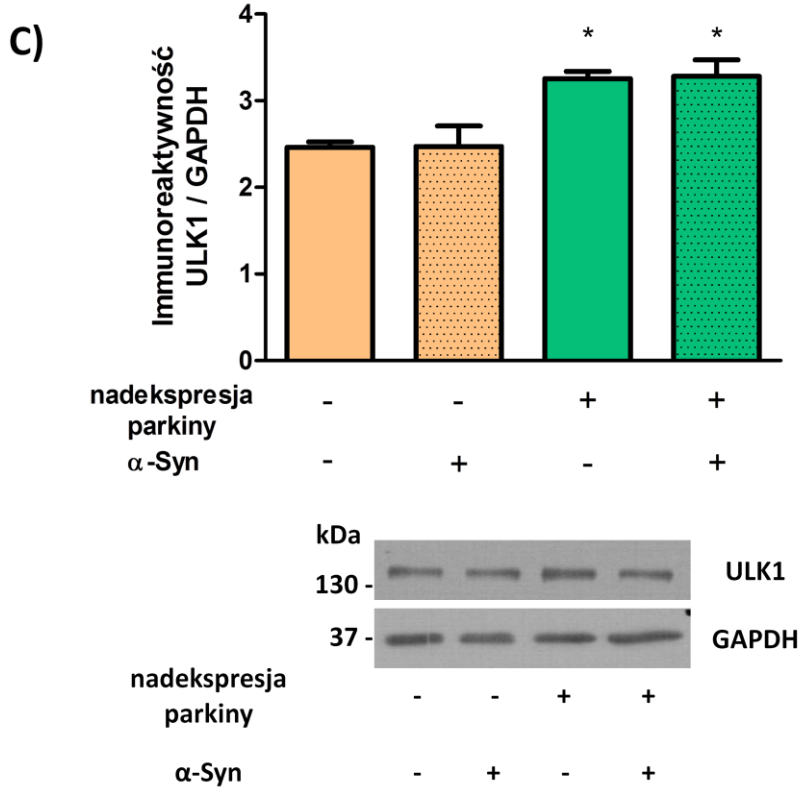 C)
Immunoreaktywność
ULK1 / GAPDH
4
3
2
1
0
* *
nadekspresja
parkiny
- - + +
α-Syn - + - +
kDa
130 -
ULK1
37 -
GAPDH
nadekspresja
parkiny
- - + +
α-Syn - + - +